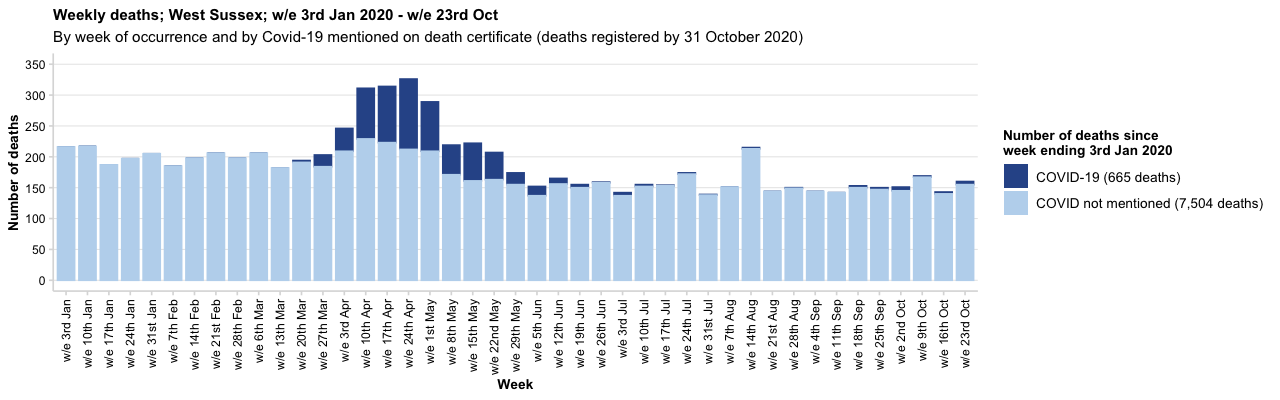 Weekly deaths; West Sussex; w/e 3rd Jan 2020 - w/e 23rd Oct
By week of occurrence and by Covid-19 mentioned on death certificate (deaths registered by 31 October 2020)
Number of deaths
350
300
250
200
150
100
50
0
w/e 3rd Jan
w/e 10th Jan
w/e 17th Jan
w/e 24th Jan
w/e 31st Jan
w/e 7th Feb
w/e 14th Feb
w/e 21st Feb
w/e 28th Feb
w/e 6th Mar
w/e 13th Mar
w/e 20th Mar
w/e 27th Mar
w/e 3rd Apr
w/e 10th Apr
w/e 17th Apr
w/e 24th Apr
w/e 1st May
w/e 8th May
w/e 15th May
w/e 22nd May
w/e 29th May
w/e 5th Jun
w/e 12th Jun
w/e 19th Jun
w/e 26th Jun
w/e 3rd Jul
w/e 10th Jul
w/e 17th Jul
w/e 24th Jul
w/e 31st Jul
w/e 7th Aug
w/e 14th Aug
w/e 21st Aug
w/e 28th Aug
w/e 4th Sep
w/e 11th Sep
w/e 18th Sep
w/e 25th Sep
w/e 2nd Oct
w/e 9th Oct
w/e 16th Oct
w/e 23rd Oct
Week
Number of deaths since
week ending 3rd Jan 2020
COVID-19 (665 deaths)
COVID not mentioned (7,504 deaths)